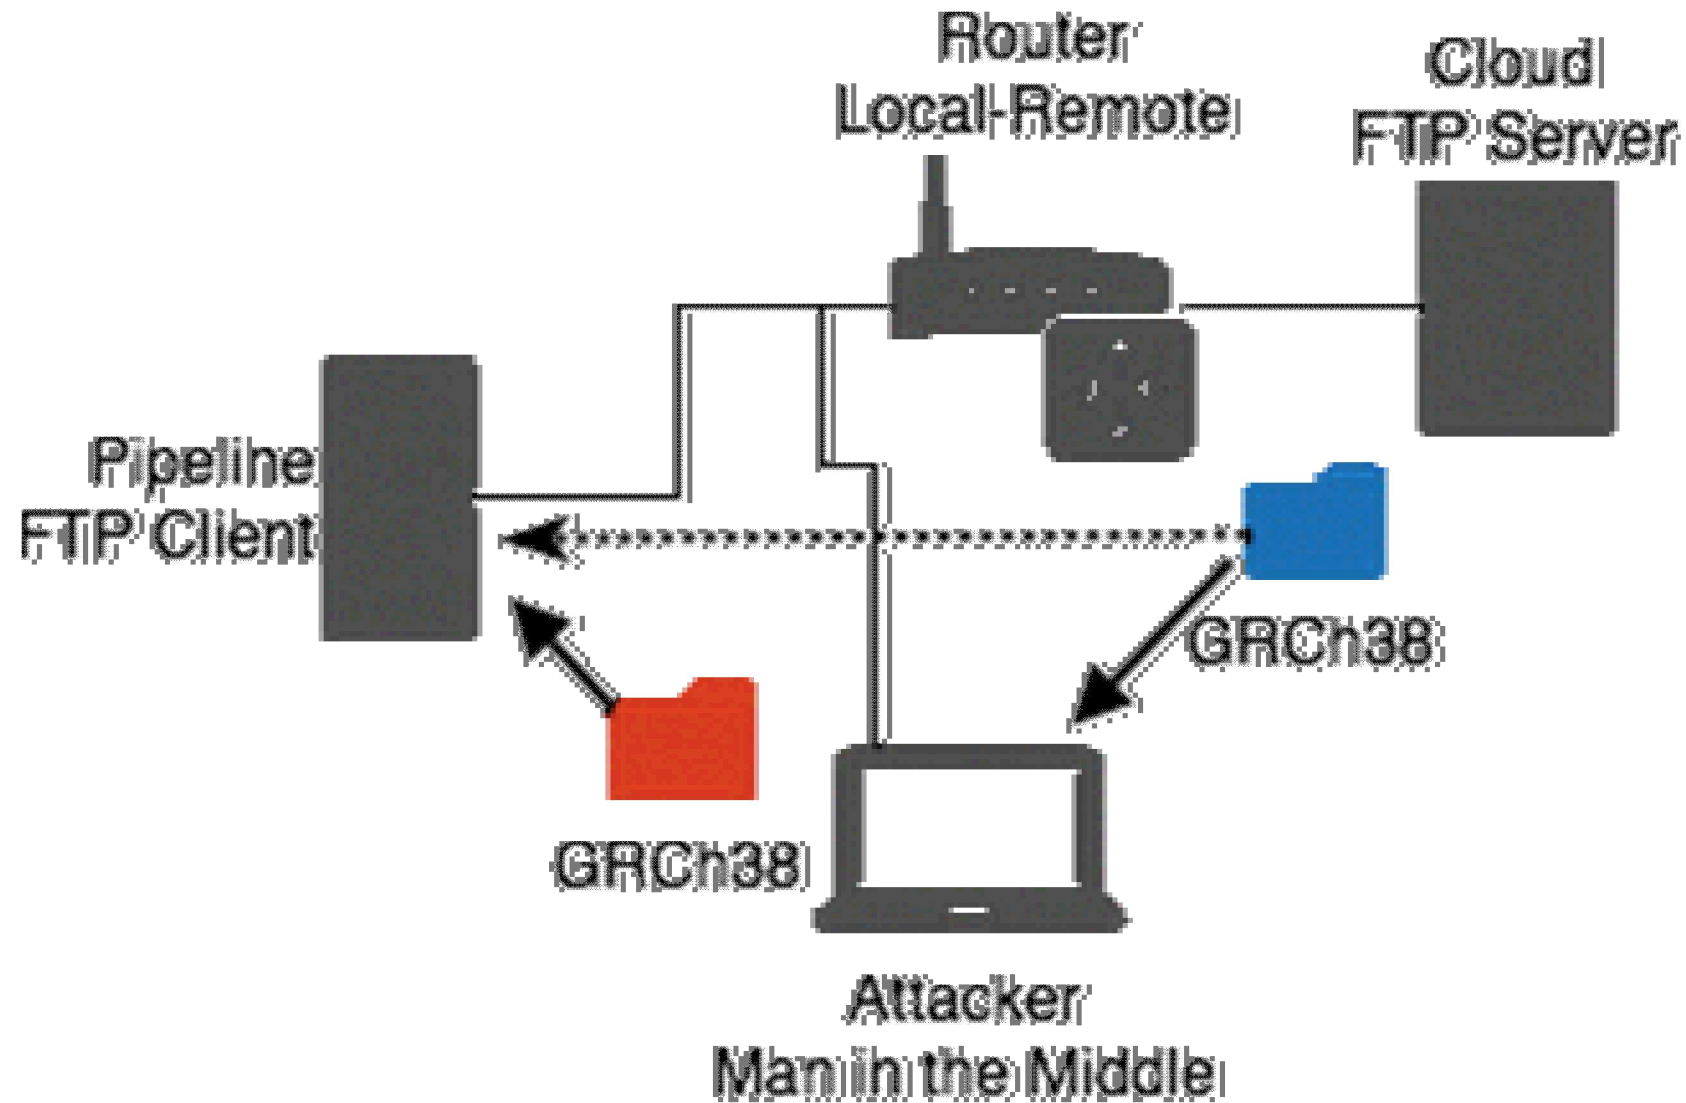 Router
Local-Remote
Cloud
FTP Server
Pipeline
FTP Client
GRCh38
GRCh38
Attacker
Man in the Middle